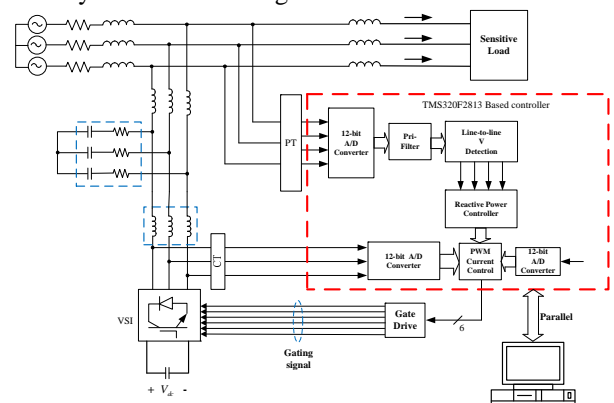 Sensitive
Load
TMS320F2813 Based controller
PT
12-bit
A/D
Converter
Pri-
Filter
Line-to-line
V
Detection
Reactive Power
Controller
CT
12-bit A/D
Converter
PWM
Current
Control
12-bit
A/D
Converter
VSI
Gate
Drive
6
Parallel
Gating
signal
+ Vdc -